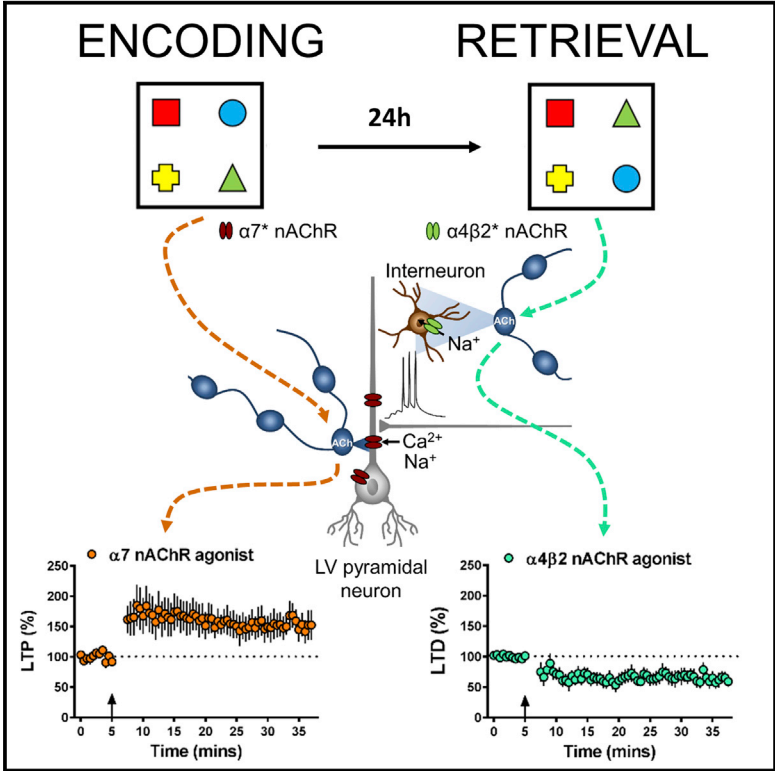 ENCODING
RETRIEVAL
24h
α7* nAChR
α4β2* nAChR
Interneuron
ACh
Na⁺
ACh
Ca²⁺
Na⁺
LV pyramidal
neuron
α7 nAChR agonist
LTP (%)
250
200
150
100
50
0
0 5 10 15 20 25 30 35
Time (mins)
α4β2 nAChR agonist
LTD (%)
250
200
150
100
50
0
0 5 10 15 20 25 30 35
Time (mins)